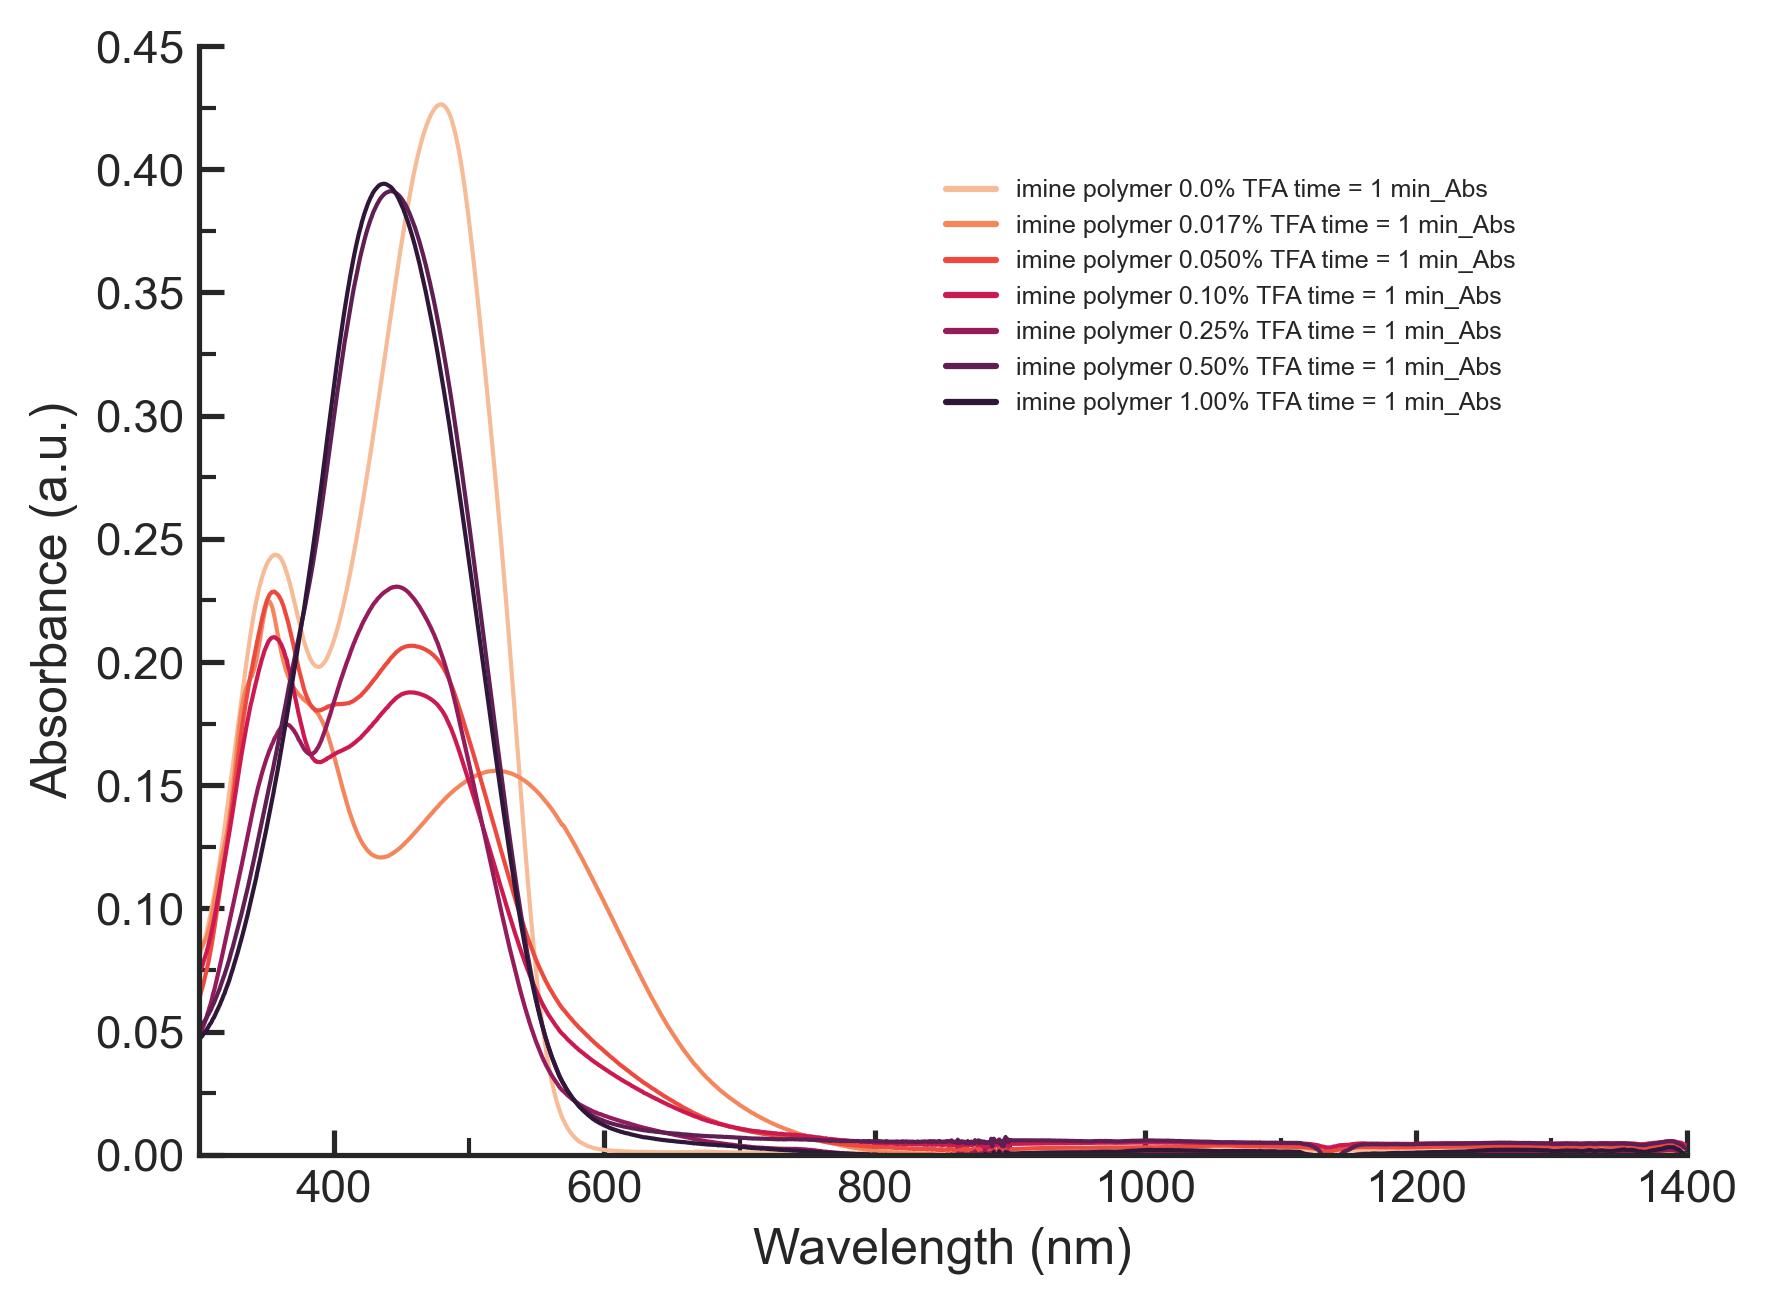 0.45
0.40
0.35
0.30
0.25
0.20
0.15
0.10
0.05
0.00
Absorbance (a.u.)
imine polymer 0.0% TFA time = 1 min_Abs
imine polymer 0.017% TFA time = 1 min_Abs
imine polymer 0.050% TFA time = 1 min_Abs
imine polymer 0.10% TFA time = 1 min_Abs
imine polymer 0.25% TFA time = 1 min_Abs
imine polymer 0.50% TFA time = 1 min_Abs
imine polymer 1.00% TFA time = 1 min_Abs
400 600 800 1000 1200 1400
Wavelength (nm)